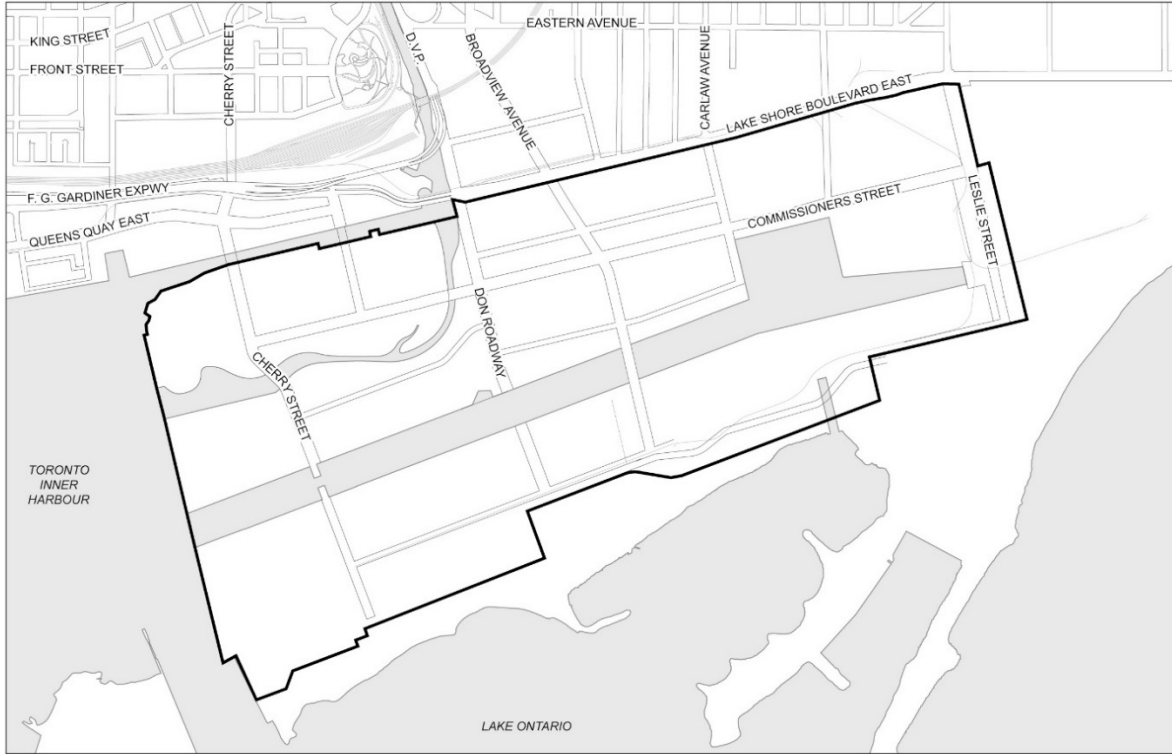 EASTERN AVENUE
KING STREET
FRONT STREET
CHERRY STREET
D.V.P.
BROADVIEW AVENUE
CARLAW AVENUE
LAKE SHORE BOULEVARD EAST
F. G. GARDINER EXPWY
QUEENS QUAY EAST
COMMISSIONERS STREET
LESLIE STREET
DON ROADWAY
CHERRY STREET
TORONTO
INNER
HARBOUR
LAKE ONTARIO